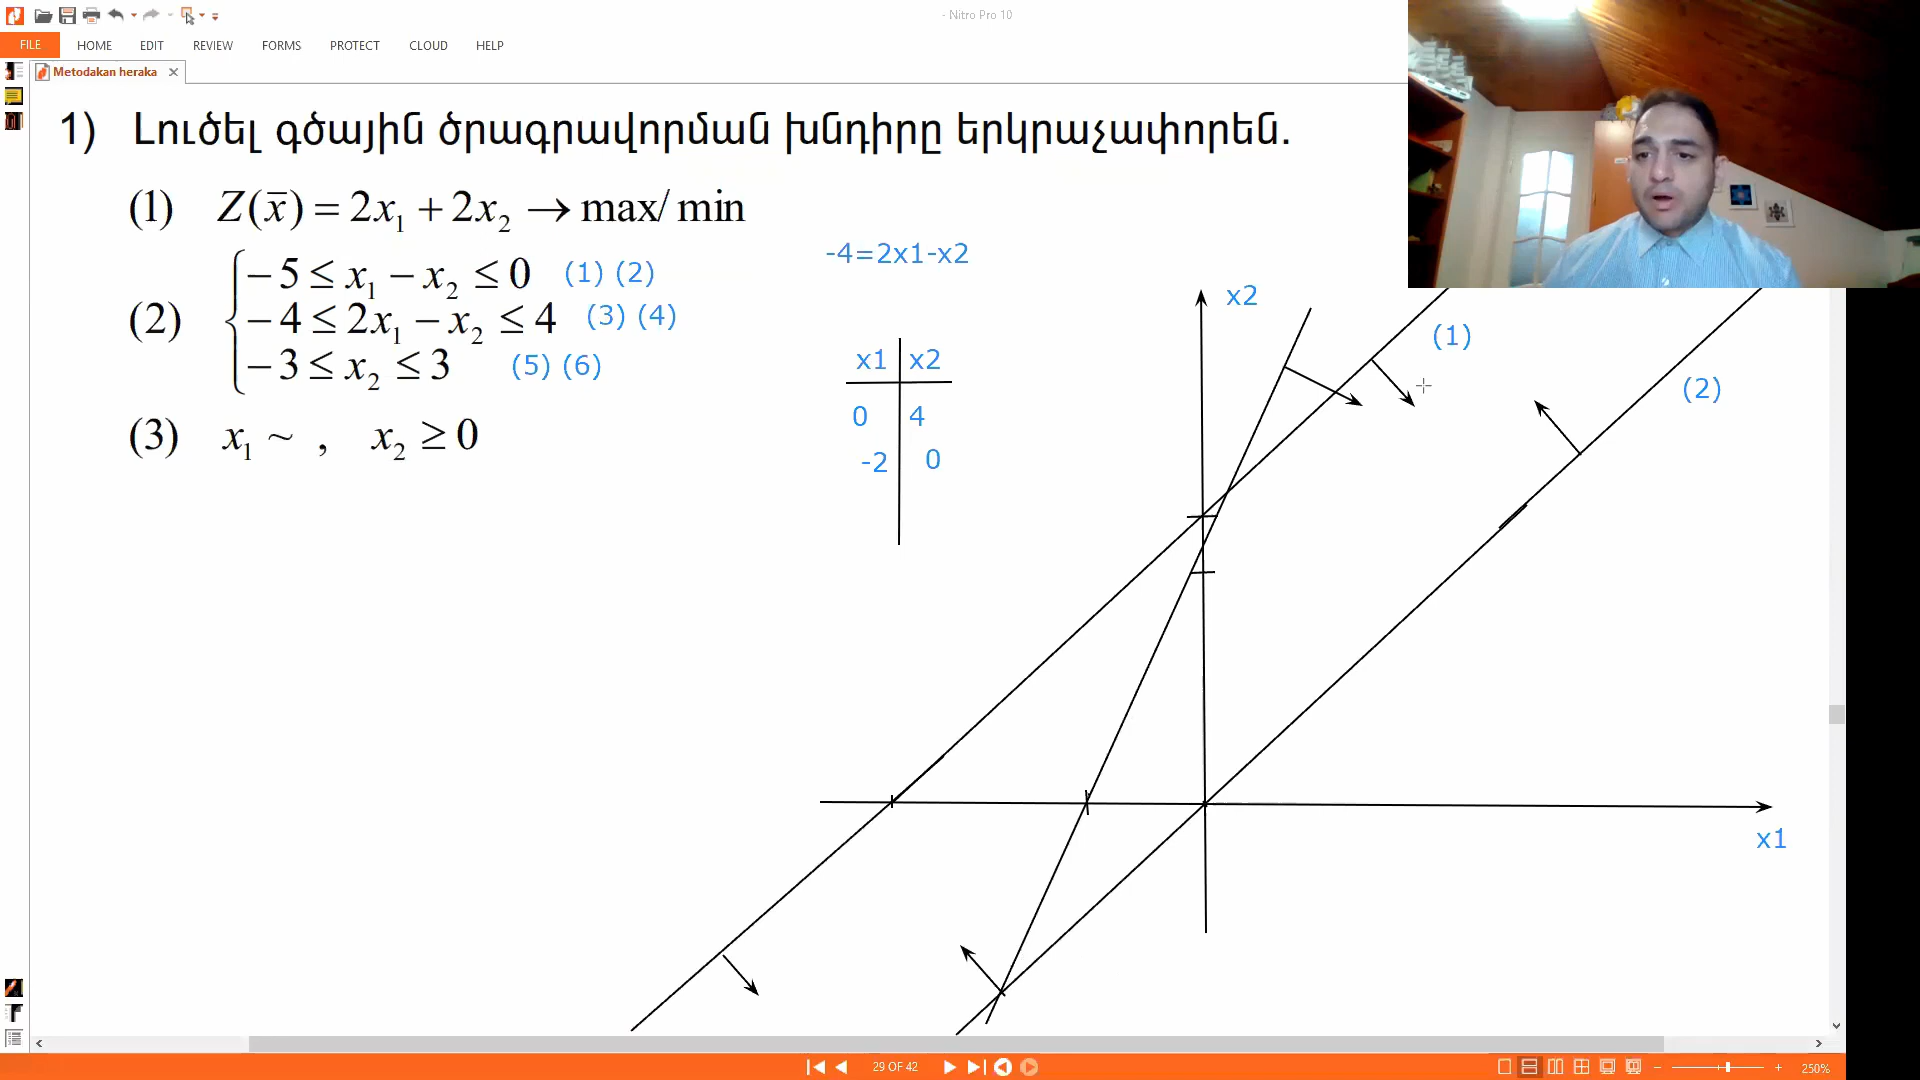 - Nitro Pro 10
FILE HOME EDIT REVIEW FORMS PROTECT CLOUD HELP
Metodakan heraka
1) Լուծել գծային ծրագրավորման խնդիրը երկրաչափորեն.
(1) Z(x̄) = 2x₁ + 2x₂ → max/ min
-4=2x1-x2
− 5 ≤ x₁ − x₂ ≤ 0 (1) (2)
(2) − 4 ≤ 2x₁ − x₂ ≤ 4 (3) (4)
− 3 ≤ x₂ ≤ 3 (5) (6)
(3) x₁ ~ , x₂ ≥ 0
x1 x2
0 4
-2 0
x2
(1)
(2)
x1
29 OF 42
250%